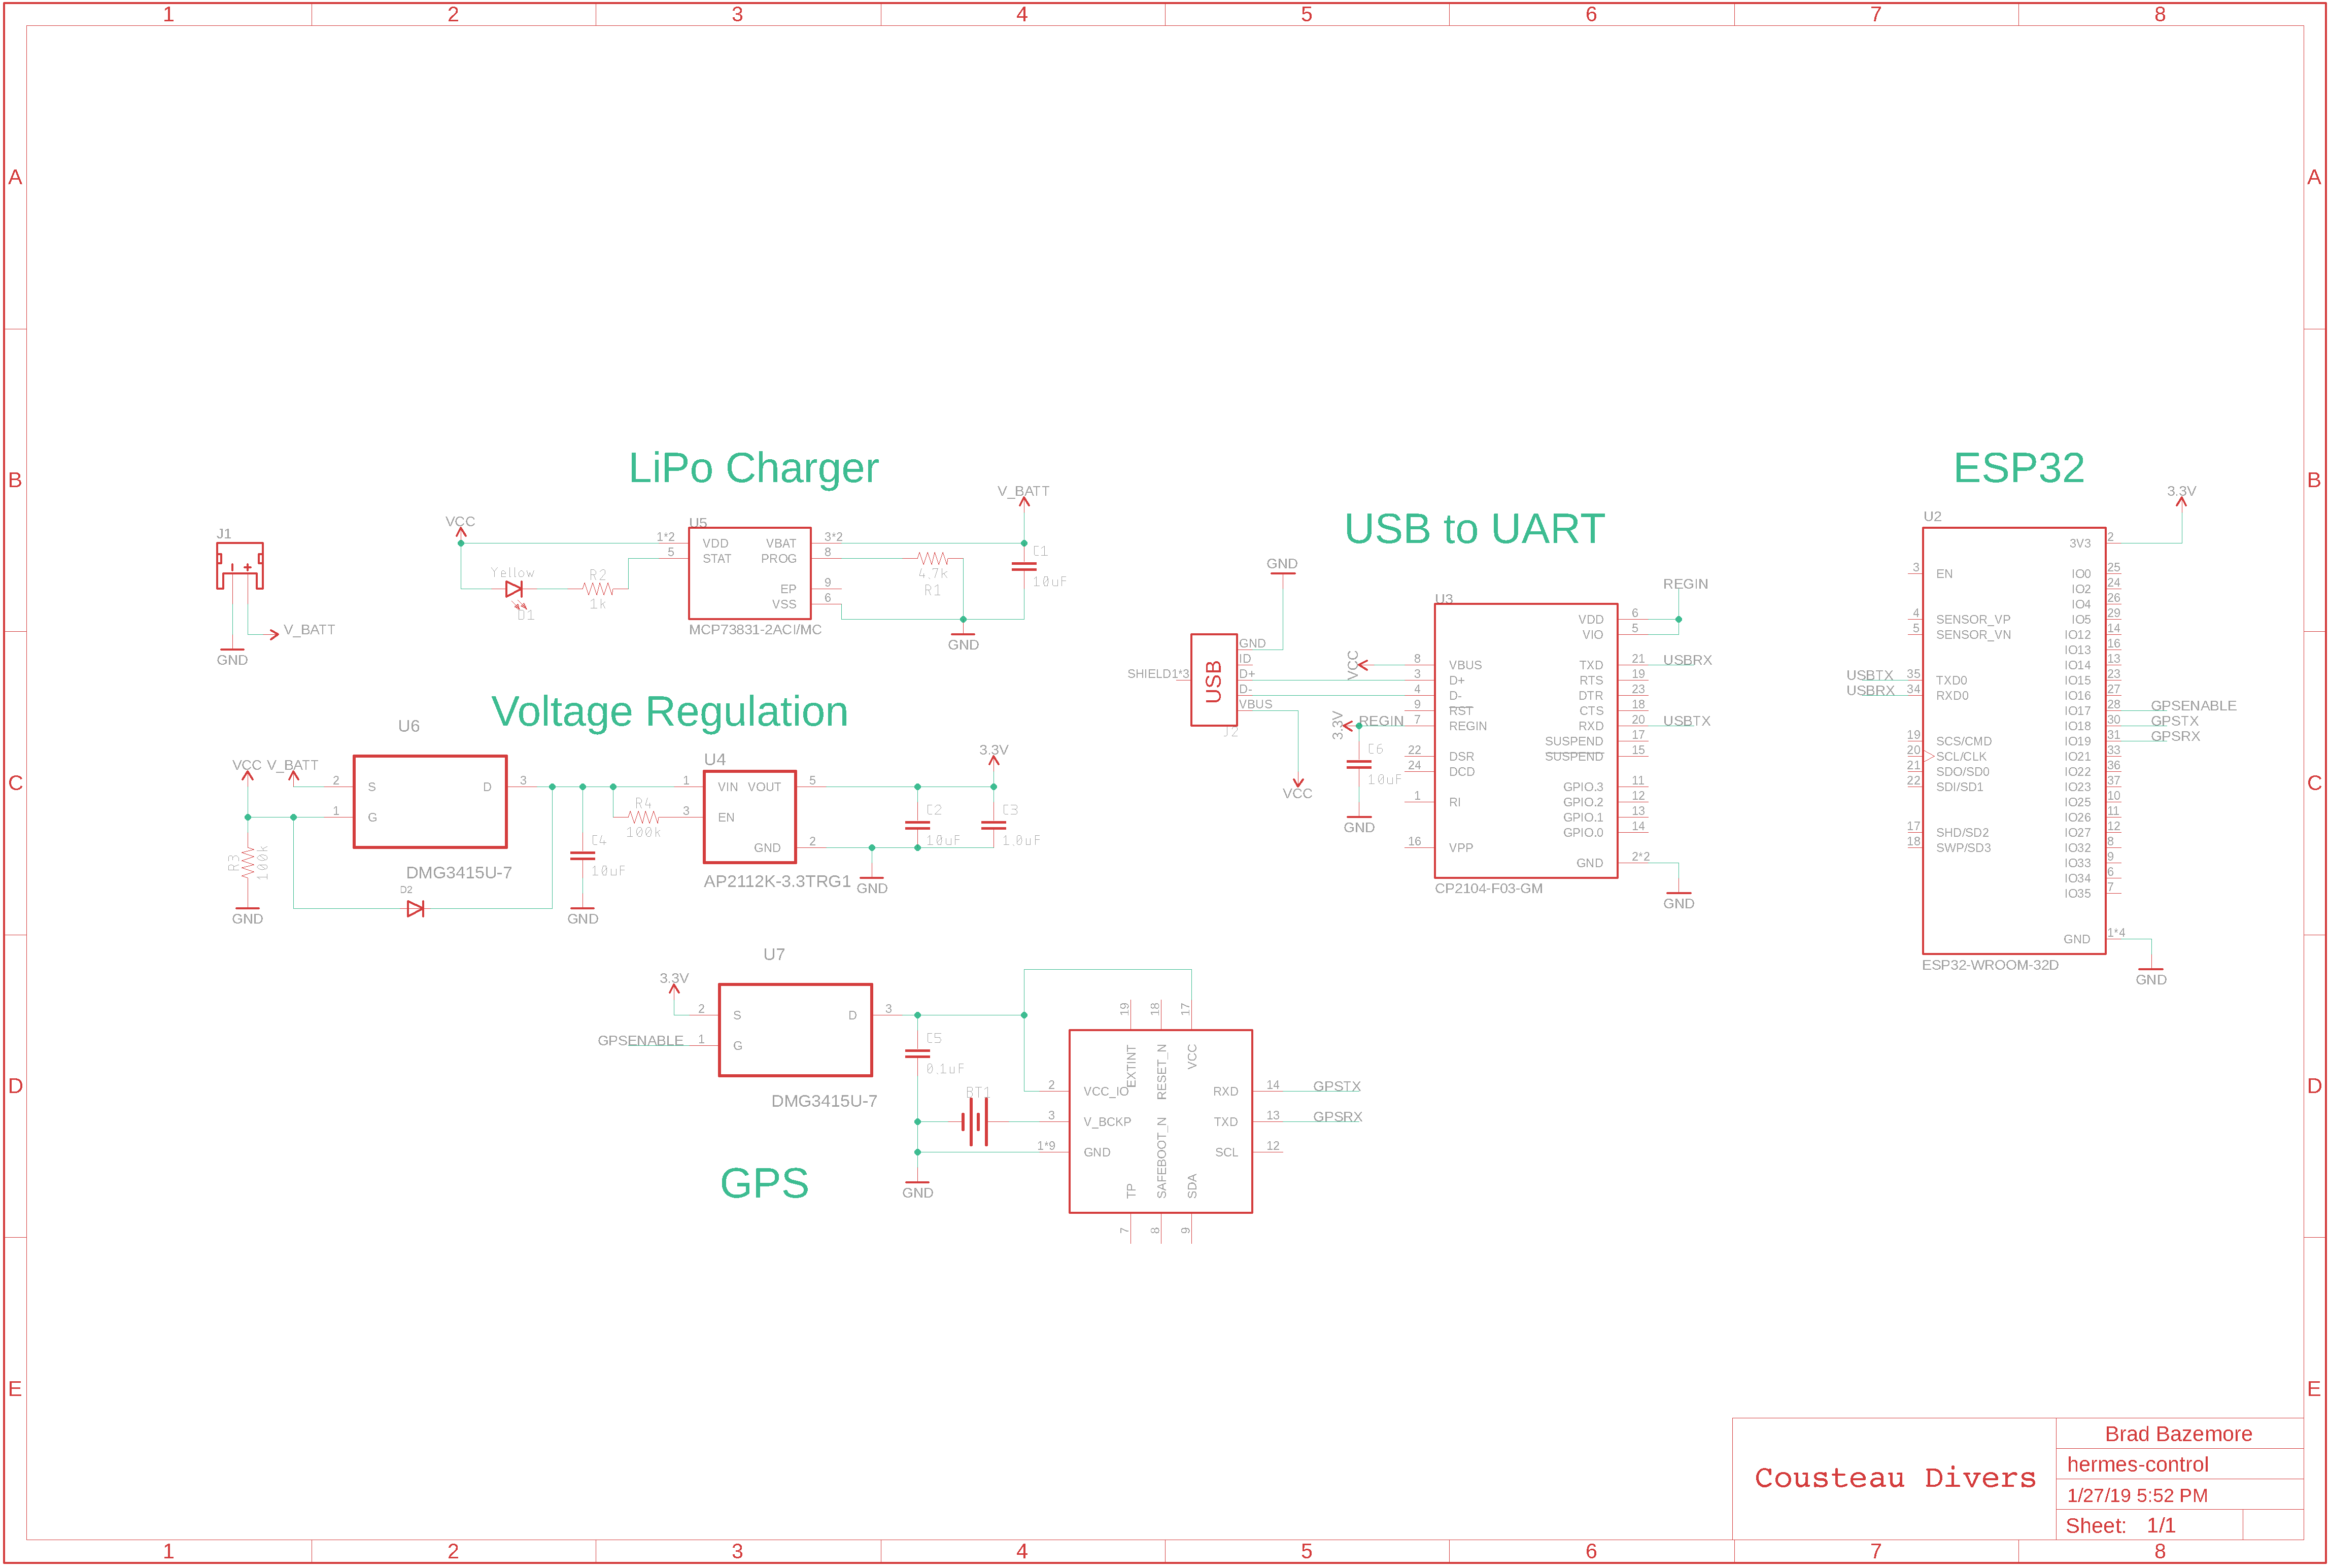 1 2 3 4 5 6 7 8
A A
B B
C C
D D
E E
LiPo Charger
J1
GND
V_BATT
VCC
Yellow
D1
R2
1k
U5
1*2 VDD VBAT 3*2
5 STAT PROG 8
EP 9
VSS 6
MCP73831-2ACI/MC
4.7k
R1
V_BATT
C1
10uF
GND
Voltage Regulation
U6
VCC V_BATT
2 S D 3
1 G
DMG3415U-7
R3
100k
GND
D2
C4
10uF
GND
R4
100k
U4
1 VIN VOUT 5
3 EN
GND 2
AP2112K-3.3TRG1
3.3V
C2
10uF
C3
1.0uF
GND
USB to UART
GND
SHIELD1*3
USB
GND
ID
D+
D-
VBUS
J2
VCC
U3
VCC
3.3V
REGIN
C6
10uF
GND
8 VBUS
3 D+
4 D-
9 RST
7 REGIN
22 DSR
24 DCD
1 RI
16 VPP
VDD 6
VIO 5
TXD 21 USBRX
RTS 19
DTR 23
CTS 18
RXD 20 USBTX
SUSPEND 17
SUSPEND 15
GPIO.3 11
GPIO.2 12
GPIO.1 13
GPIO.0 14
GND 2*2
REGIN
CP2104-F03-GM
GND
ESP32
U2
3.3V
3 EN
4 SENSOR_VP
5 SENSOR_VN
USBTX 35 TXD0
USBRX 34 RXD0
19 SCS/CMD
20 SCL/CLK
21 SDO/SD0
22 SDI/SD1
17 SHD/SD2
18 SWP/SD3
3V3 2
IO0 25
IO2 24
IO4 26
IO5 29
IO12 14
IO13 16
IO14 13
IO15 23
IO16 27
IO17 28 GPSENABLE
IO18 30 GPSTX
IO19 31 GPSRX
IO21 33
IO22 36
IO23 37
IO25 10
IO26 11
IO27 12
IO32 8
IO33 9
IO34 6
IO35 7
GND 1*4
ESP32-WROOM-32D
GND
GPS
U7
3.3V
2 S D 3
GPSENABLE 1 G
DMG3415U-7
C5
0.1uF
BT1
GND
19 18 17
EXTINT RESET_N VCC
2 VCC_IO RXD 14 GPSTX
3 V_BCKP TXD 13 GPSRX
1*9 GND SCL 12
TP SAFEBOOT_N SDA
7 8 9
Cousteau Divers
Brad Bazemore
hermes-control
1/27/19 5:52 PM
Sheet: 1/1
1 2 3 4 5 6 7 8